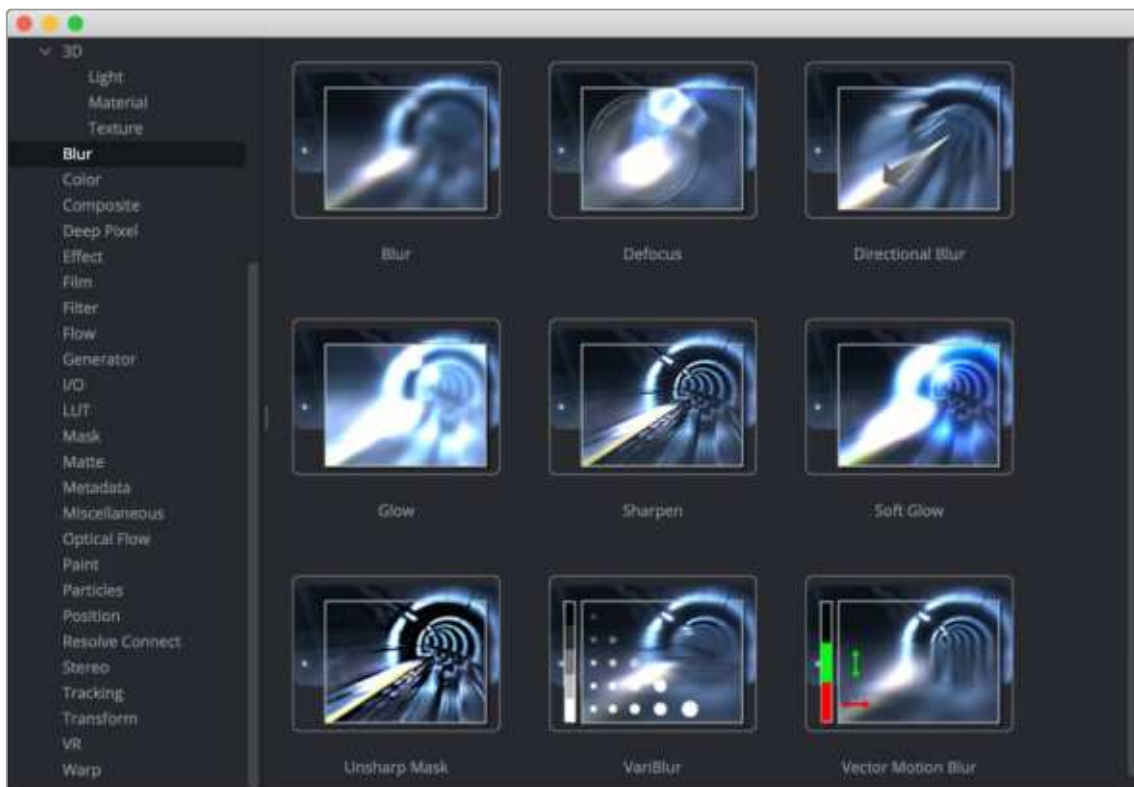 3D
Light
Material
Texture
Blur
Color
Composite
Deep Pixel
Effect
Film
Filter
Flow
Generator
I/O
LUT
Mask
Matte
Metadata
Miscellaneous
Optical Flow
Paint
Particles
Position
Resolve Connect
Stereo
Tracking
Transform
VR
Warp
Blur
Defocus
Directional Blur
Glow
Sharpen
Soft Glow
Unsharp Mask
VariBlur
Vector Motion Blur